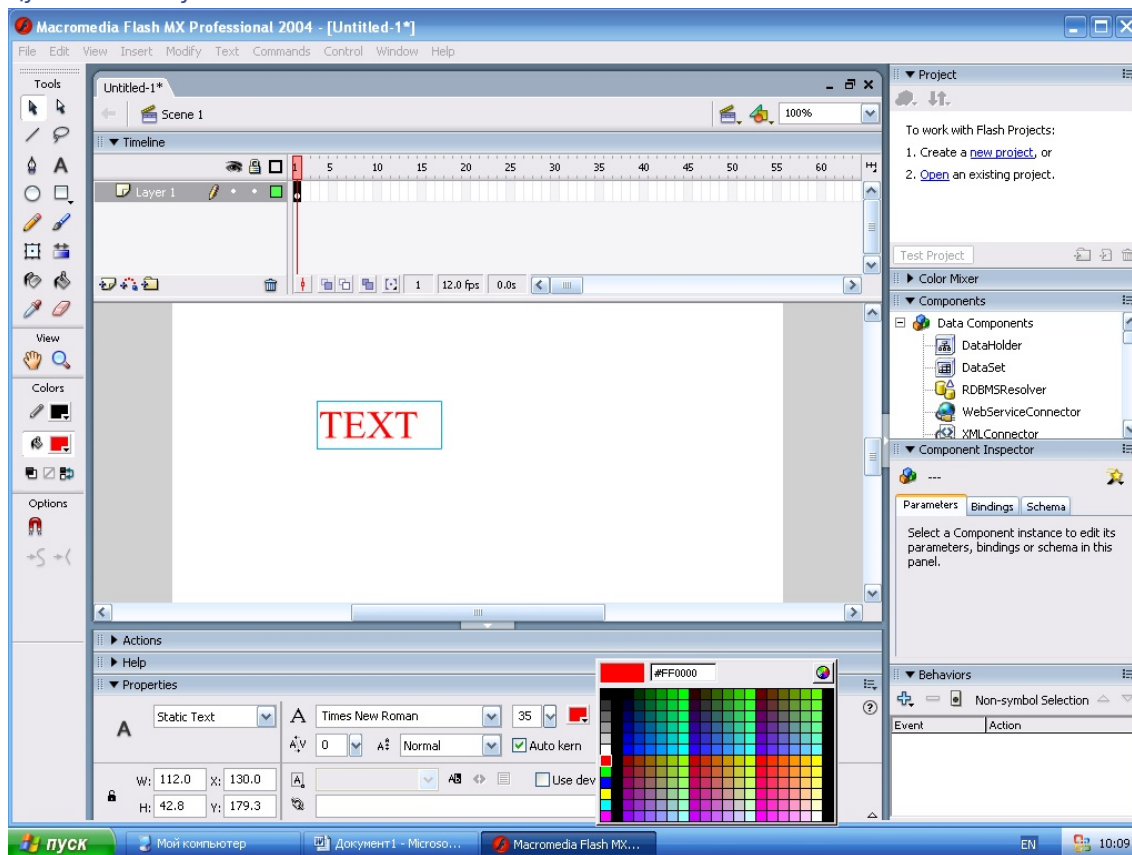 Macromedia Flash MX Professional 2004 - [Untitled-1*]
File Edit View Insert Modify Text Commands Control Window Help
Tools
Untitled-1*
Scene 1
100%
Timeline
1 5 10 15 20 25 30 35 40 45 50 55 60
Layer 1
1 12.0 fps 0.0s
View
Colors
Options
TEXT
Actions
Help
Properties
#FF0000
A Static Text
A Times New Roman 35
0 Normal Auto kern
W: 112.0 X: 130.0
Use dev
H: 42.8 Y: 179.3
Project
To work with Flash Projects:
1. Create a new project, or
2. Open an existing project.
Test Project
Color Mixer
Components
Data Components
DataHolder
DataSet
RDBMSResolver
WebServiceConnector
XMLConnector
Component Inspector
---
Parameters Bindings Schema
Select a Component instance to edit its
parameters, bindings or schema in this
panel.
Behaviors
Non-symbol Selection
Event Action
пуск
Мой компьютер
Документ1 - Microso...
Macromedia Flash MX...
EN
10:09